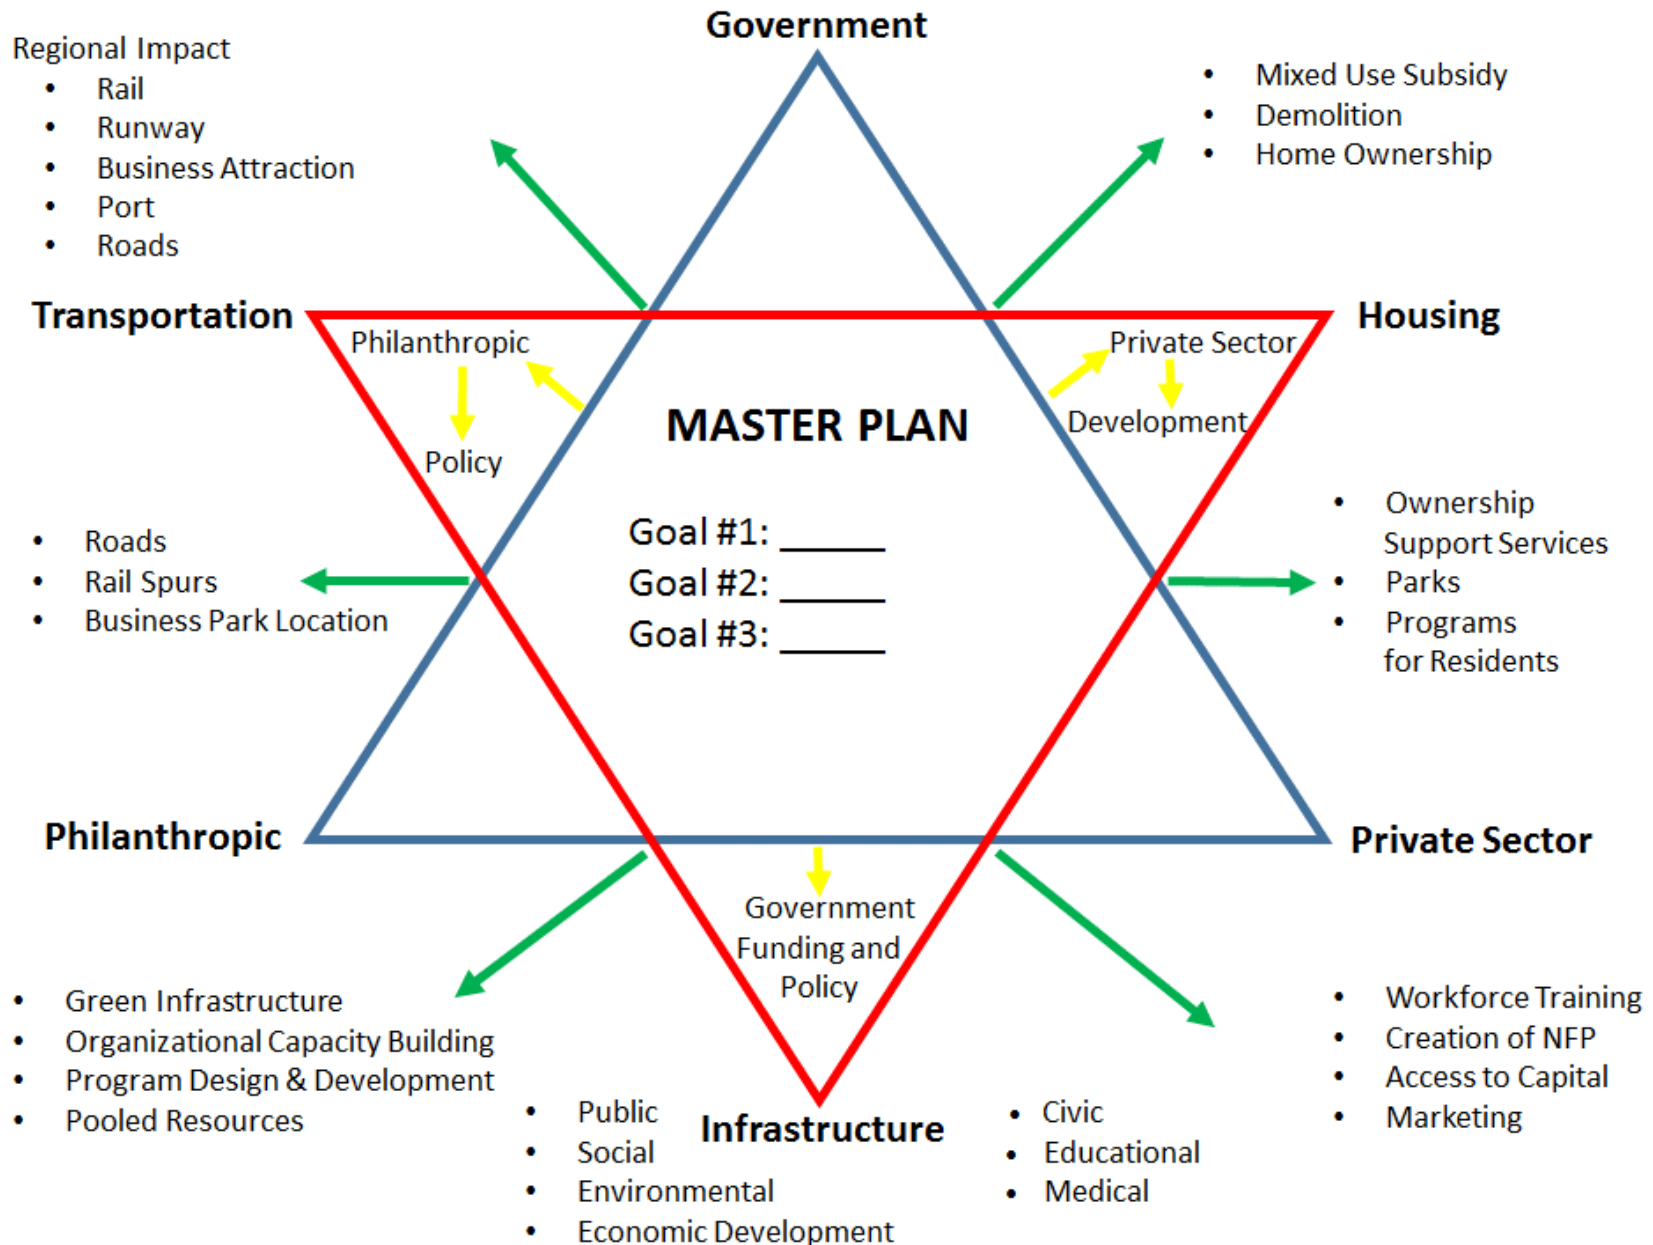 Government
Regional Impact
• Rail
• Runway
• Business Attraction
• Port
• Roads
• Mixed Use Subsidy
• Demolition
• Home Ownership
Transportation
Housing
Philanthropic
Policy
Private Sector
Development
MASTER PLAN
Goal #1: _____
Goal #2: _____
Goal #3: _____
• Roads
• Rail Spurs
• Business Park Location
• Ownership
Support Services
• Parks
• Programs
for Residents
Philanthropic
Private Sector
Government
Funding and
Policy
• Green Infrastructure
• Organizational Capacity Building
• Program Design & Development
• Pooled Resources
• Workforce Training
• Creation of NFP
• Access to Capital
• Marketing
Infrastructure
• Public
• Social
• Environmental
• Economic Development
• Civic
• Educational
• Medical